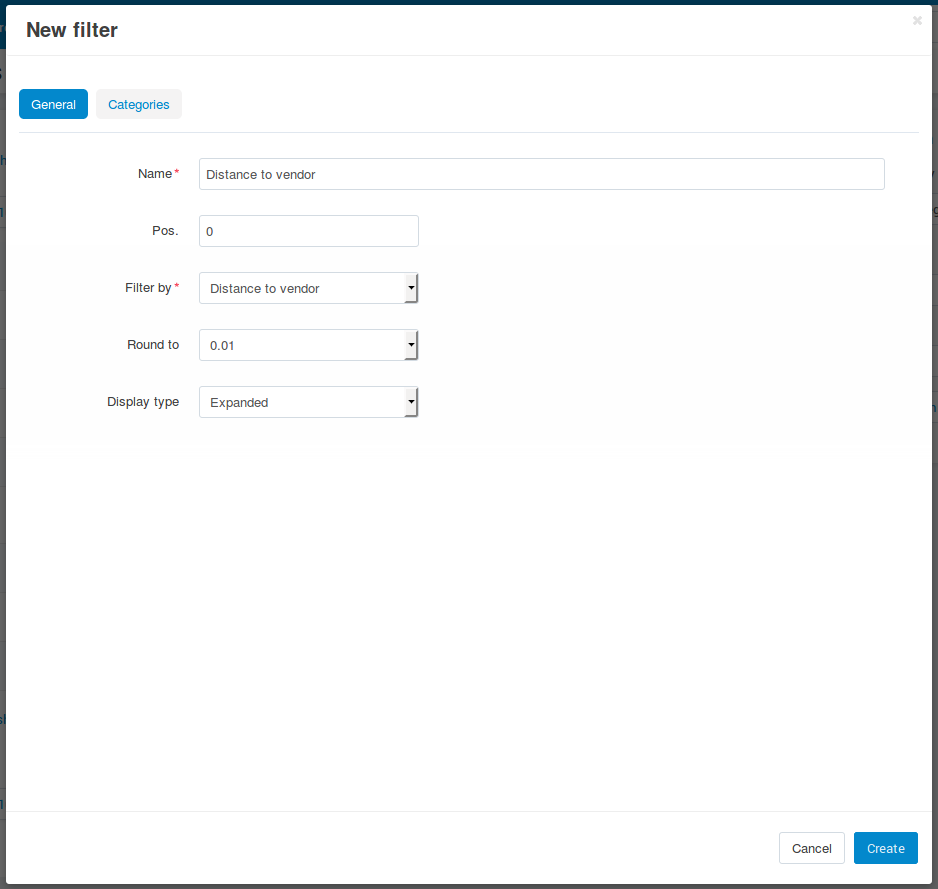 New filter
×
General Categories
Name*
Distance to vendor
Pos.
0
Filter by*
Distance to vendor
Round to
0.01
Display type
Expanded
Cancel Create